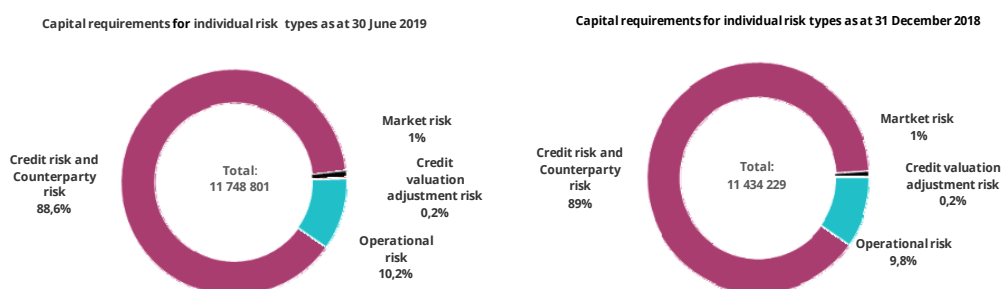 Capital requirements for individual risk types as at 30 June 2019
Market risk
1%
Credit risk and
Counterparty
risk
88,6%
Total:
11 748 801
Credit
valuation
adjustment risk
0,2%
Operational
risk
10,2%
Capital requirements for individual risk types as at 31 December 2018
Martket risk
1%
Credit risk and
Counterparty
risk
89%
Total:
11 434 229
Credit valuation
adjustment risk
0,2%
Operational risk
9,8%